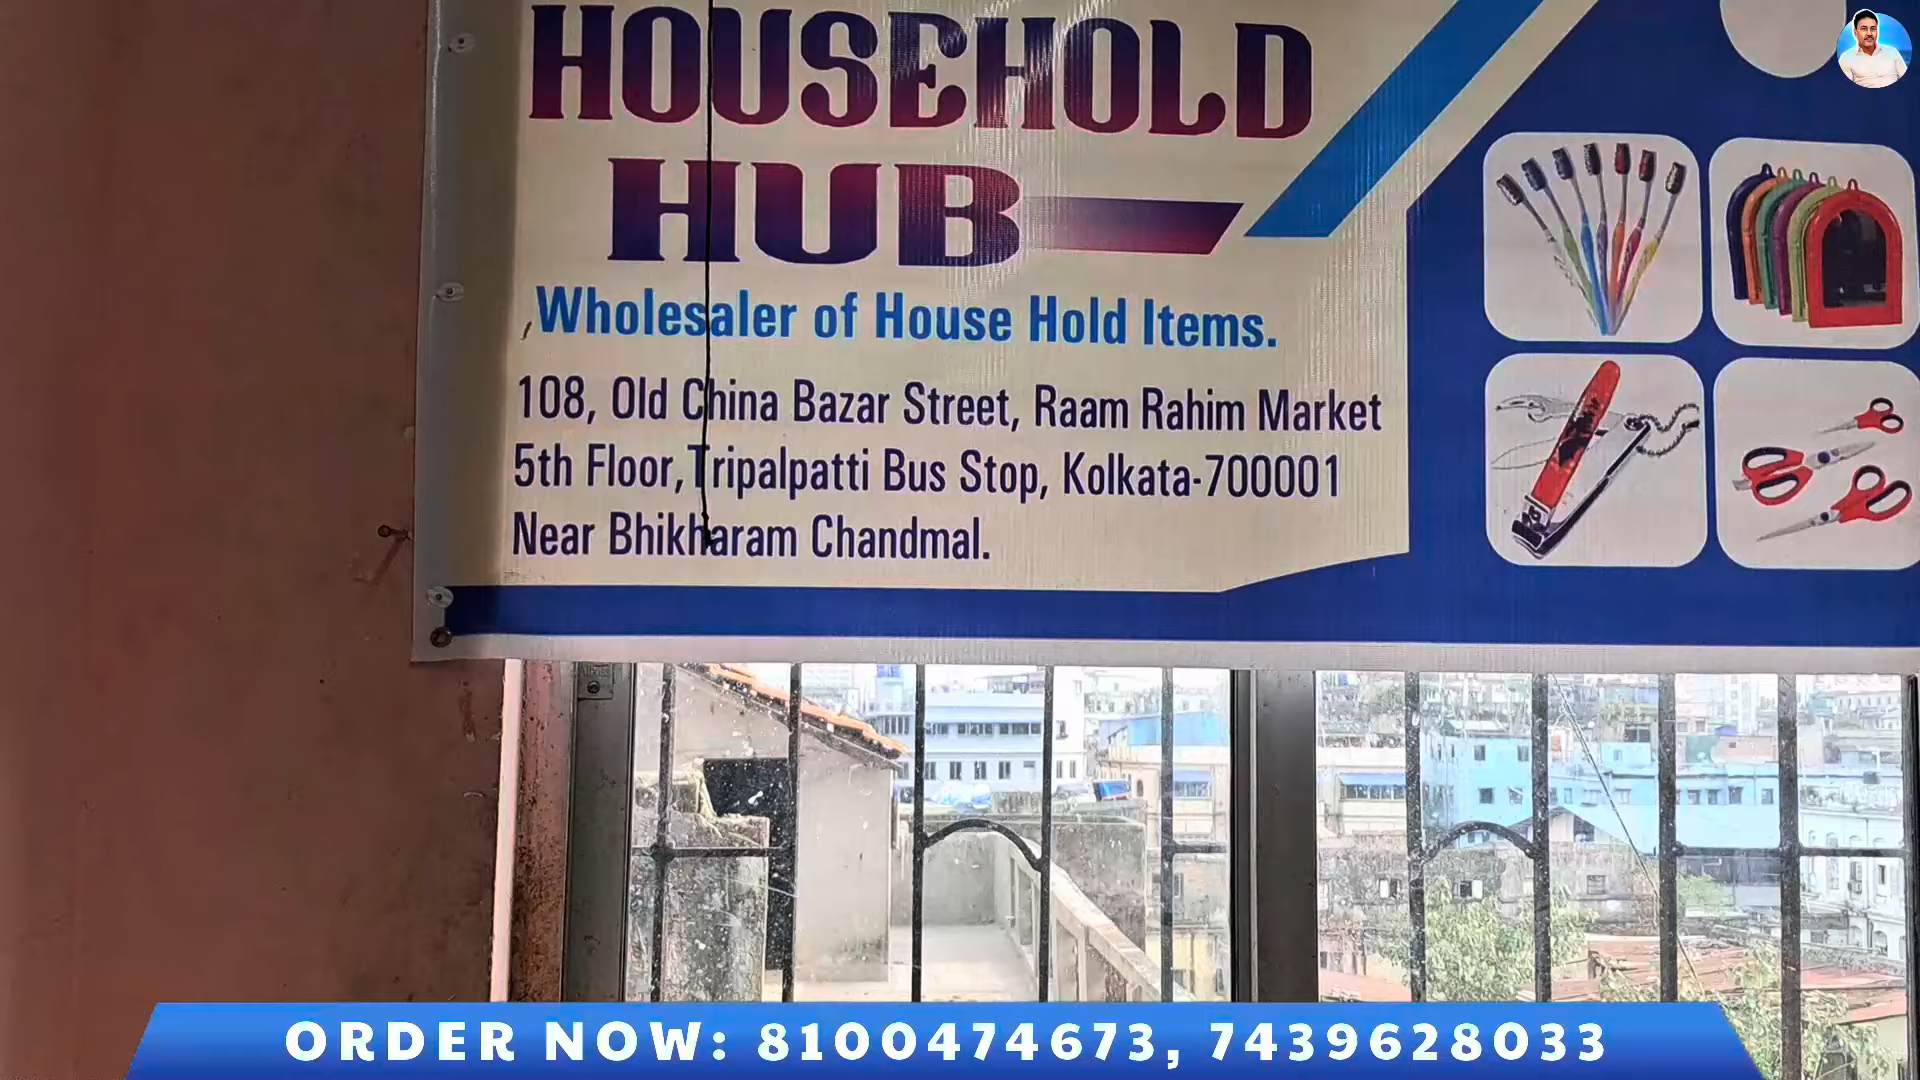 HOUSEHOLD
HUB
Wholesaler of House Hold Items.
108, Old China Bazar Street, Raam Rahim Market
5th Floor,Tripalpatti Bus Stop, Kolkata-700001
Near Bhikharam Chandmal.
ORDER NOW: 8100474673, 7439628033